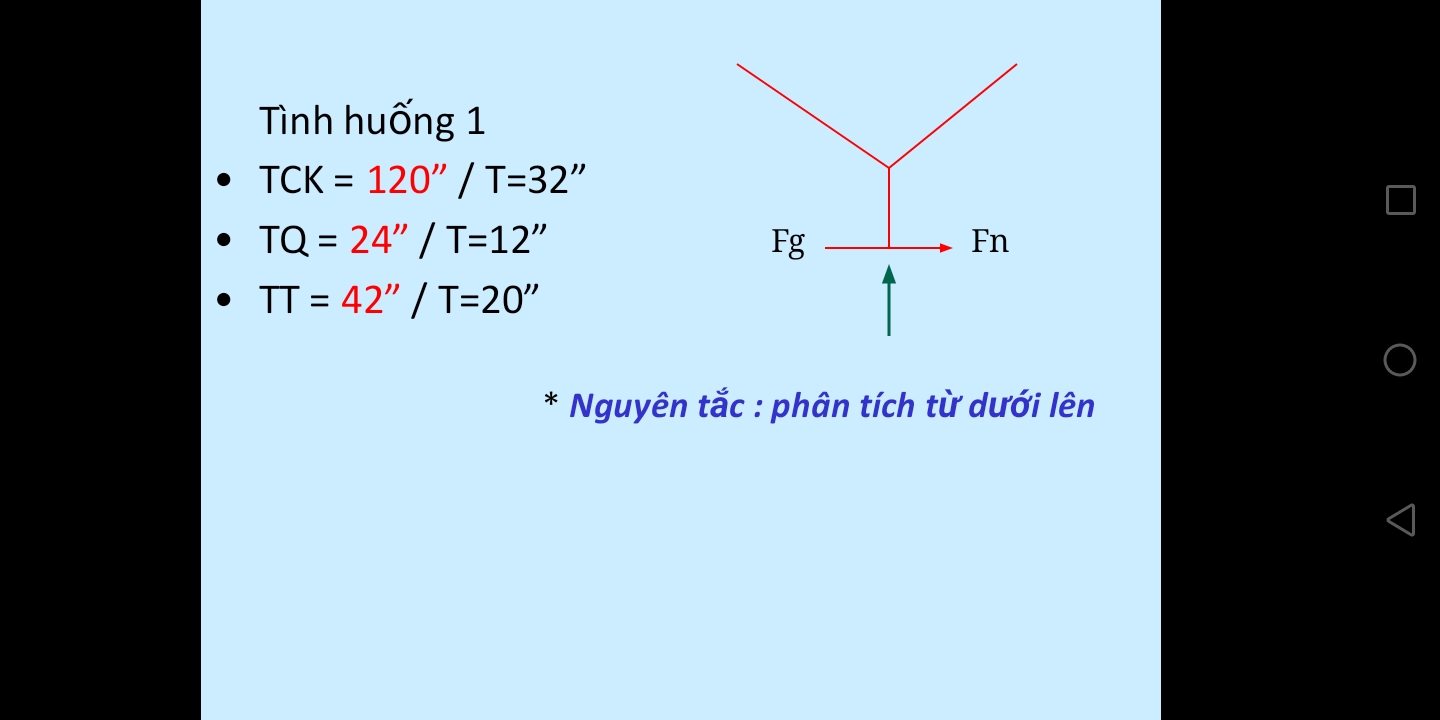 Tình huống 1
• TCK = 120” / T=32”
• TQ = 24” / T=12”
• TT = 42” / T=20”
Fg Fn
* Nguyên tắc : phân tích từ dưới lên